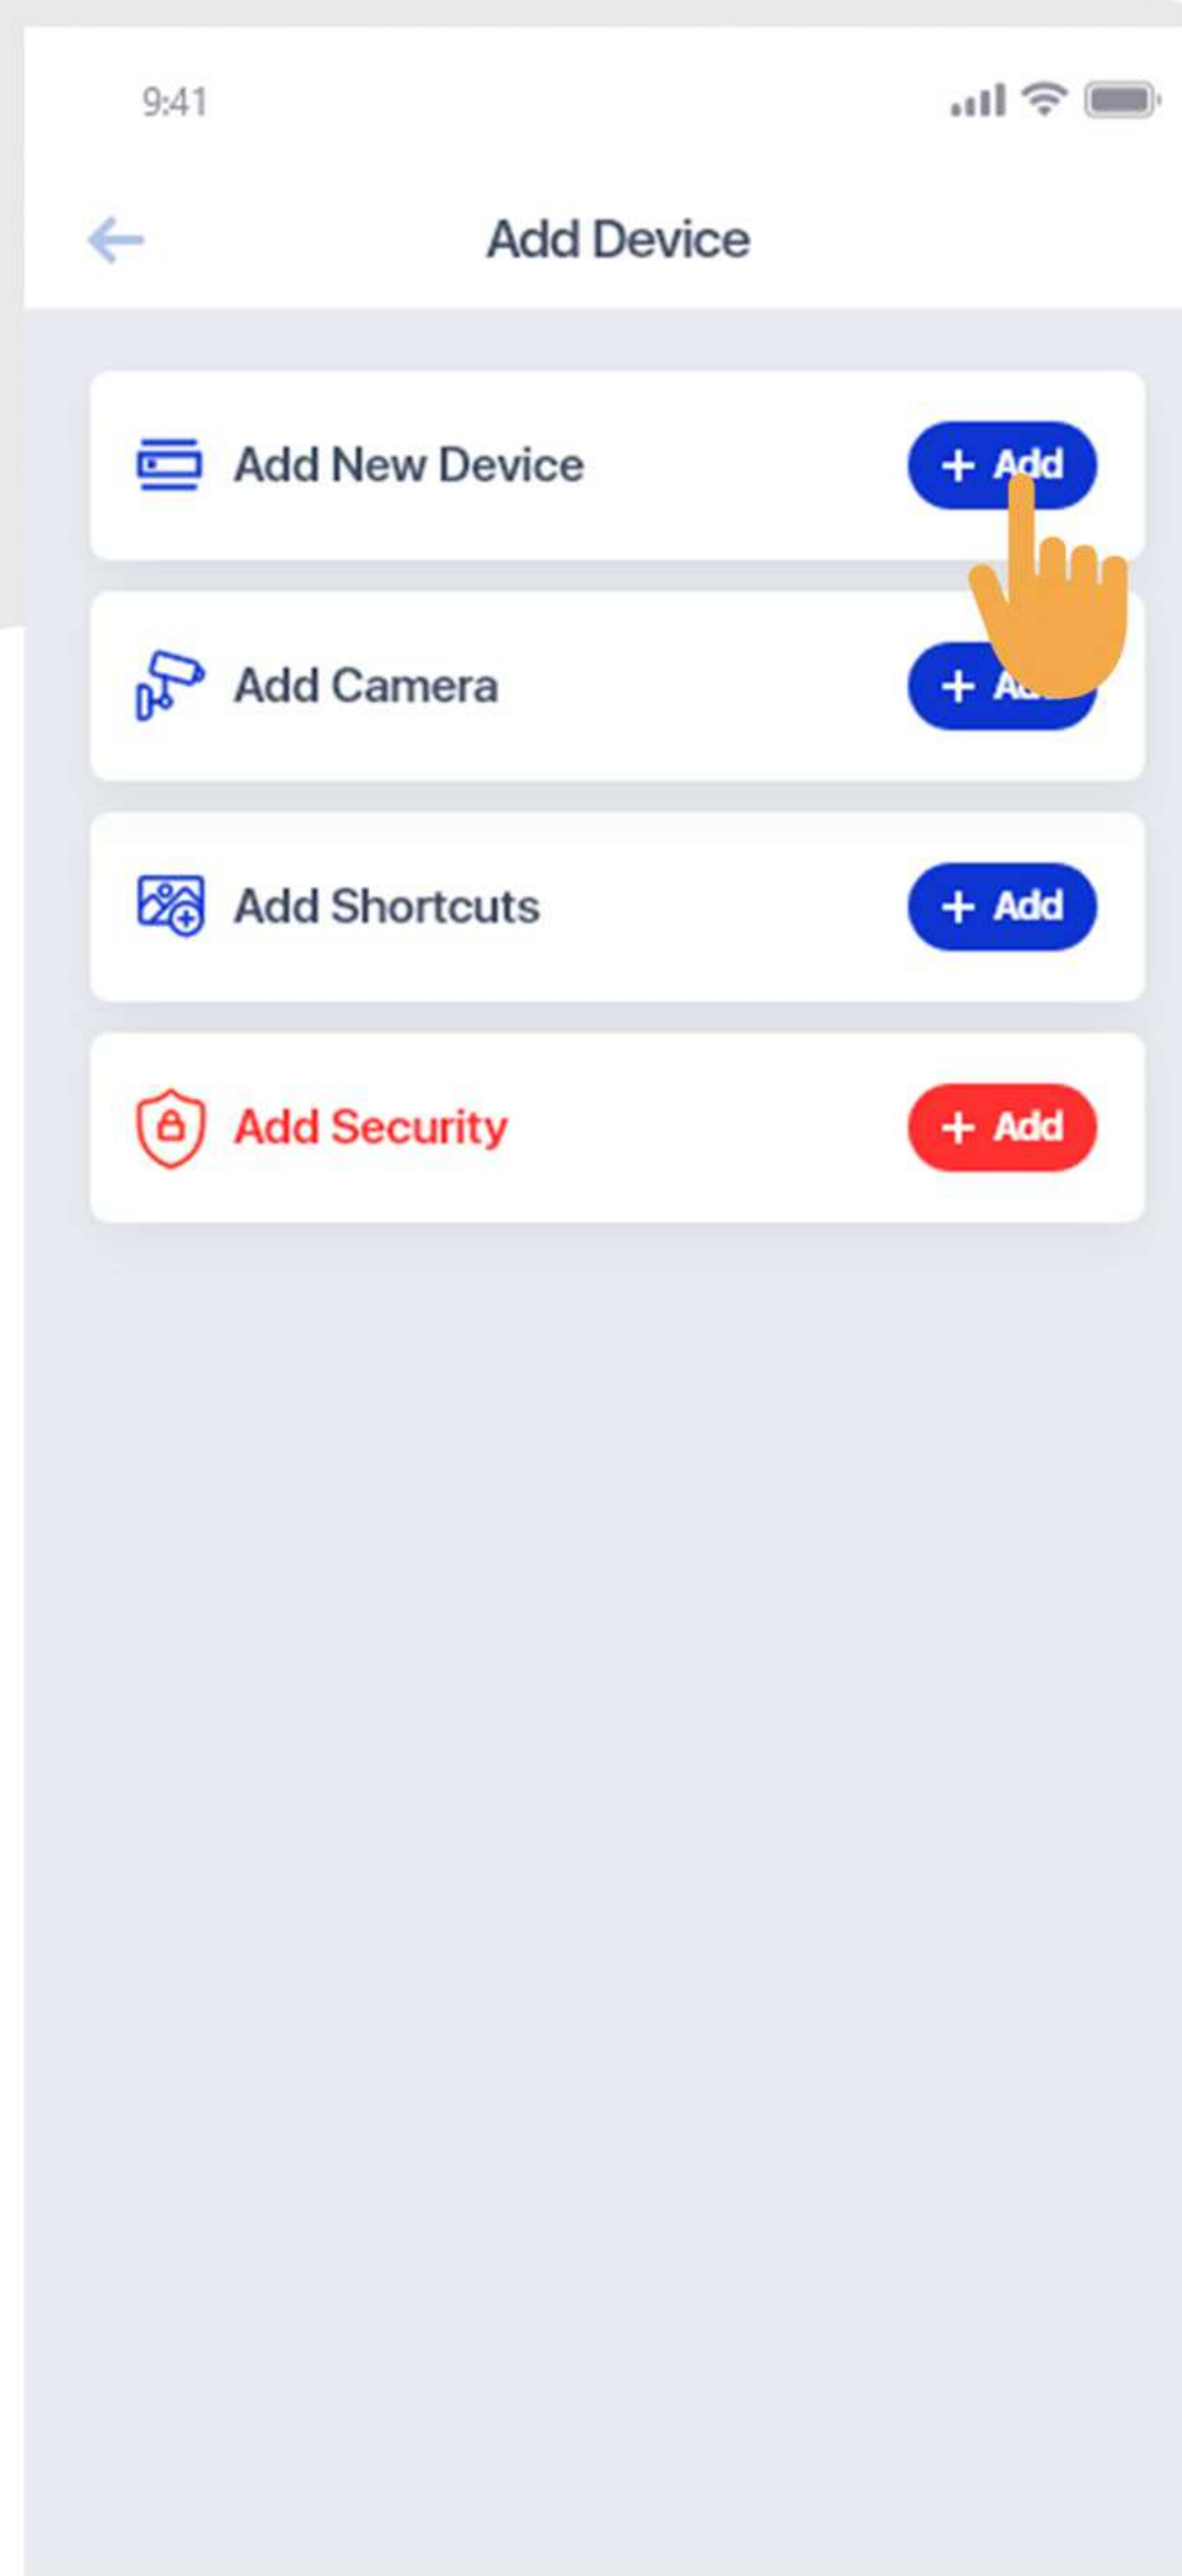 9:41
Add Device
Add New Device
+ Add
Add Camera
+
Add Shortcuts
+ Add
Add Security
+ Add